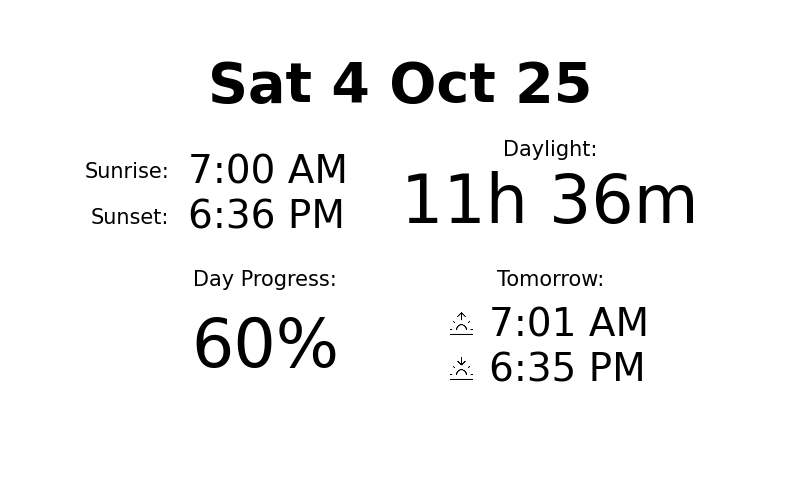 Sat 4 Oct 25
Sunrise: 7:00 AM
Sunset: 6:36 PM
Daylight:
11h 36m
Day Progress:
60%
Tomorrow:
7:01 AM
6:35 PM